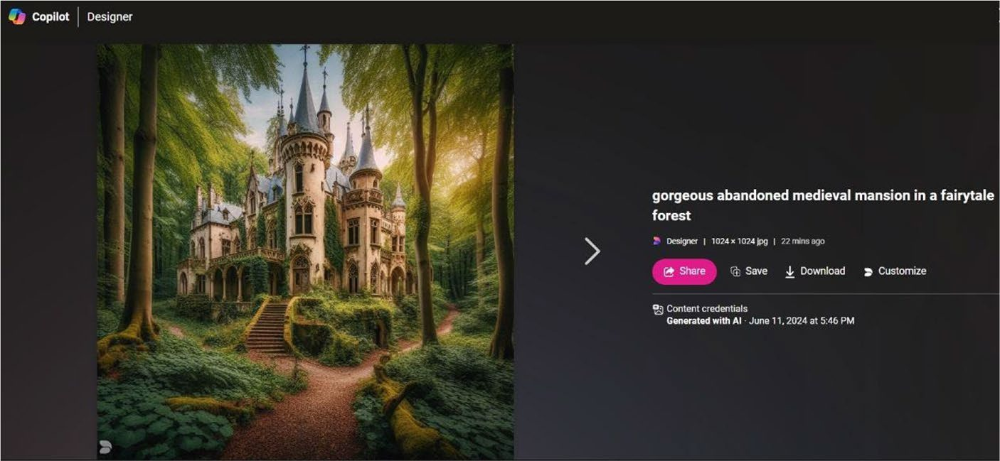 Copilot | Designer
gorgeous abandoned medieval mansion in a fairytale
forest
Designer | 1024 × 1024 jpg | 22 mins ago
Share Save Download Customize
Content credentials
Generated with AI · June 11, 2024 at 5:46 PM